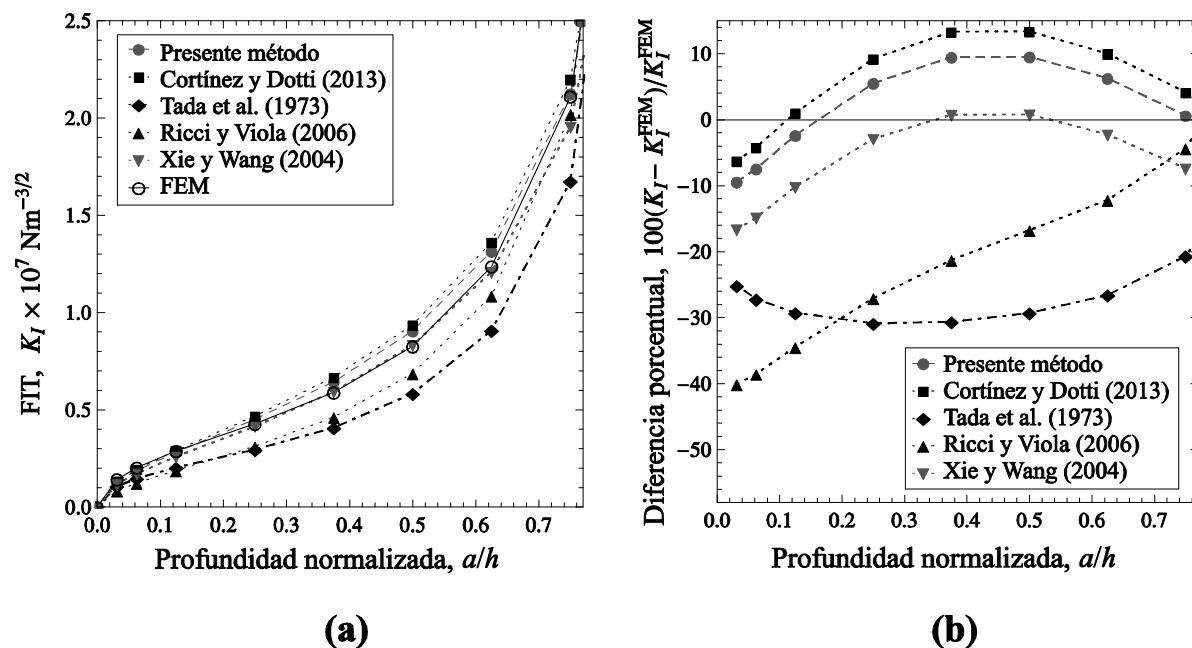 2.5
2.0
1.5
1.0
0.5
0.0
FIT, K_I × 10^7 Nm^−3/2
Presente método
Cortínez y Dotti (2013)
Tada et al. (1973)
Ricci y Viola (2006)
Xie y Wang (2004)
FEM
0.0 0.1 0.2 0.3 0.4 0.5 0.6 0.7
Profundidad normalizada, a/h
(a)
10
0
−10
−20
−30
−40
−50
Diferencia porcentual, 100(K_I − K_I^FEM)/K_I^FEM
Presente método
Cortínez y Dotti (2013)
Tada et al. (1973)
Ricci y Viola (2006)
Xie y Wang (2004)
0.0 0.1 0.2 0.3 0.4 0.5 0.6 0.7
Profundidad normalizada, a/h
(b)